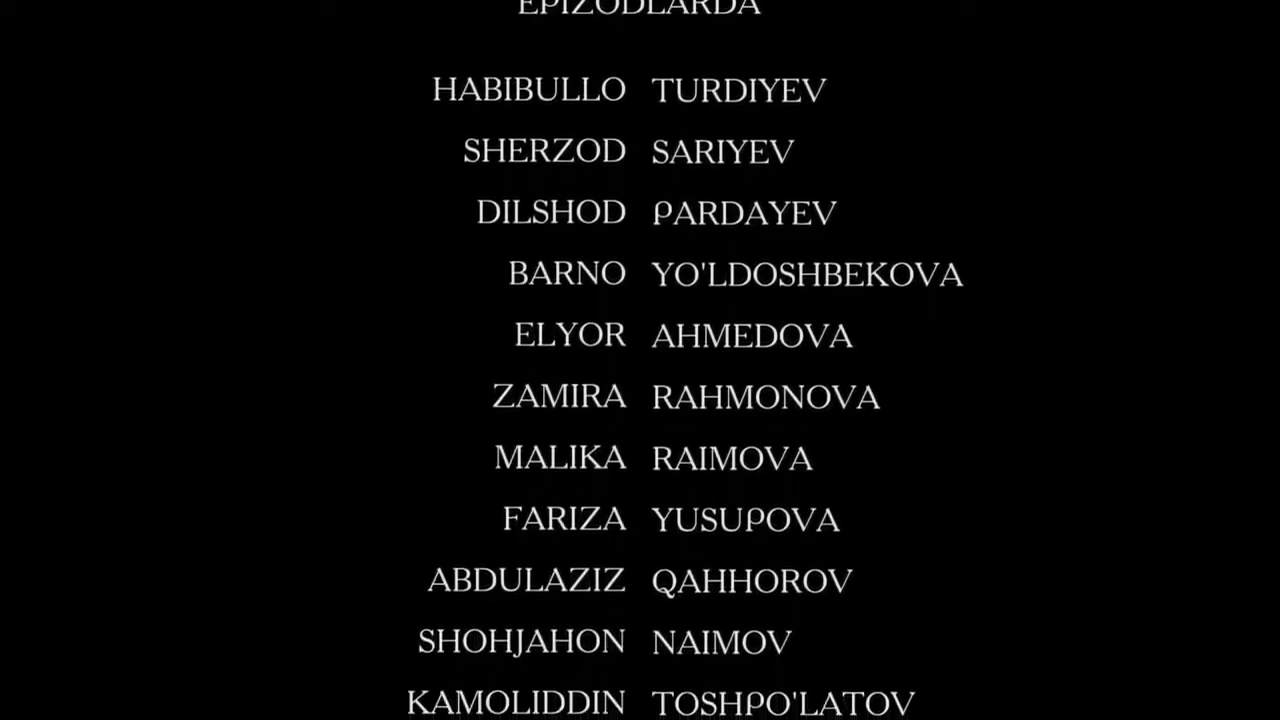 EPIZODLARDA
HABIBULLO TURDIYEV
SHERZOD SARIYEV
DILSHOD PARDAYEV
BARNO YO'LDOSHBEKOVA
ELYOR AHMEDOVA
ZAMIRA RAHMONOVA
MALIKA RAIMOVA
FARIZA YUSUPOVA
ABDULAZIZ QAHHOROV
SHOHJAHON NAIMOV
KAMOLIDDIN TOSHPO'LATOV